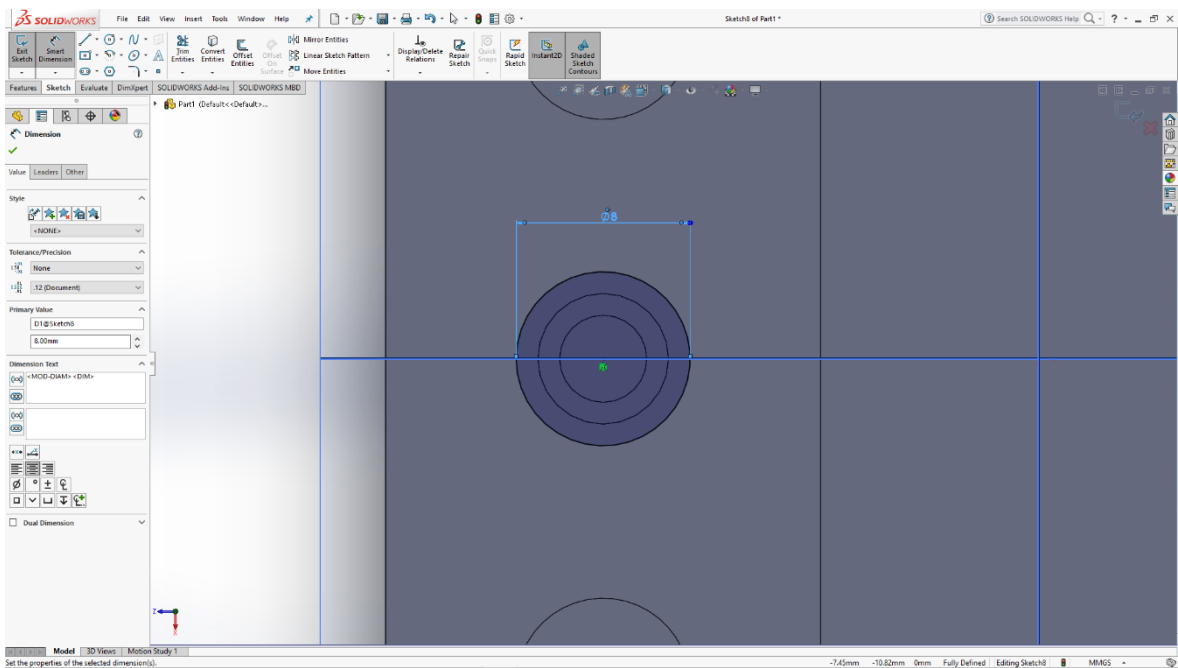 SOLIDWORKS File Edit View Insert Tools Window Help Sketch8 of Part1 * Search SOLIDWORKS Help
Exit Sketch
Smart Dimension
Trim Entities
Convert Entities
Offset Entities
Offset On Surface
Mirror Entities
Linear Sketch Pattern
Move Entities
Display/Delete Relations
Repair Sketch
Quick Snaps
Rapid Sketch
Instant2D
Shaded Sketch Contours
Features Sketch Evaluate DimXpert SOLIDWORKS Add-Ins SOLIDWORKS MBD
Part1 (Default<<Default>...
Dimension
Value Leaders Other
Style
<NONE>
Tolerance/Precision
None
.12 (Document)
Primary Value
D1@Sketch8
8.00mm
Dimension Text
<MOD-DIAM><DIM>
Dual Dimension
Ø8
Z
X
Model 3D Views Motion Study 1
Set the properties of the selected dimension(s). -7.45mm -10.82mm 0mm Fully Defined Editing Sketch8 MMGS